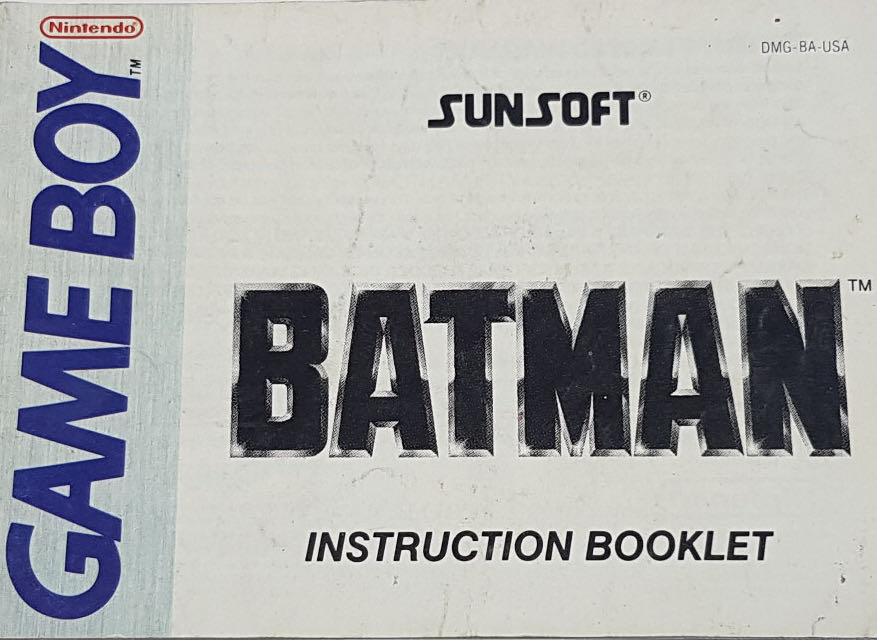 Nintendo®
GAME BOY™
DMG-BA-USA
SUNSOFT®
BATMAN™
INSTRUCTION BOOKLET